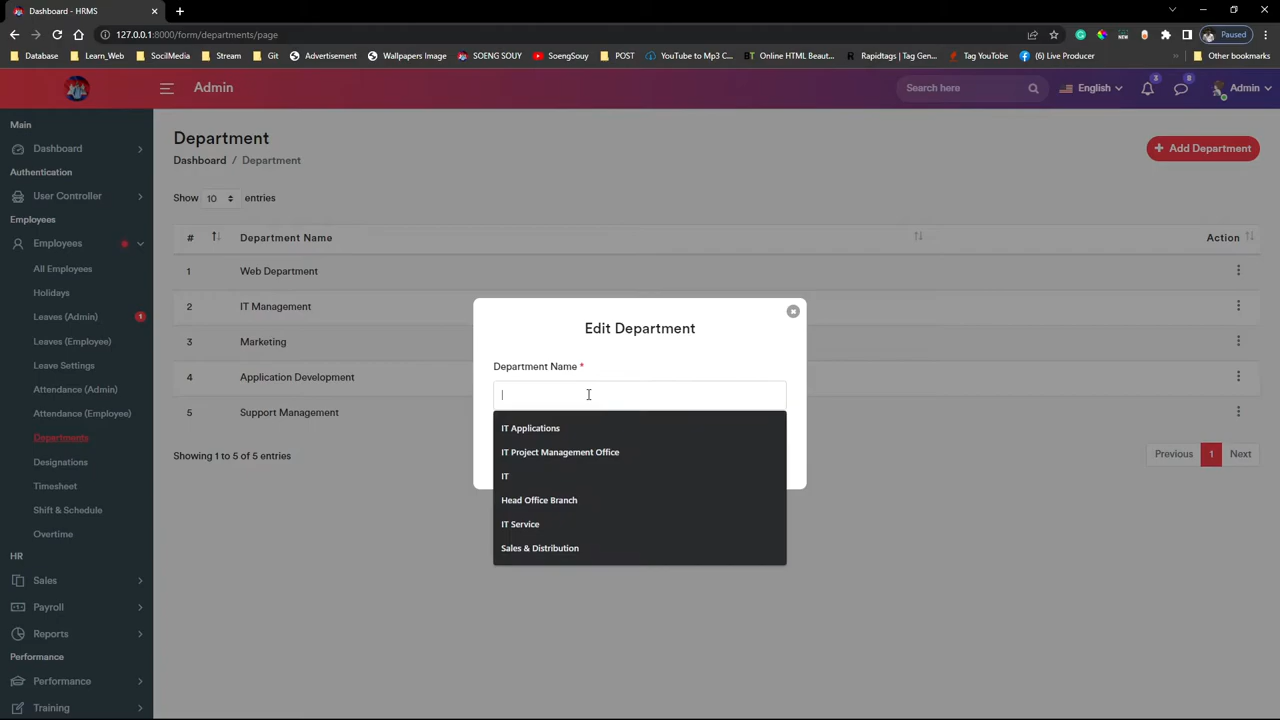 Dashboard - HRMS
127.0.0.1:8000/form/departments/page
Paused
Database
Learn_Web
SocilMedia
Stream
Git
Advertisement
Wallpapers Image
SOENG SOUY
SoengSouy
POST
YouTube to Mp3 C...
Online HTML Beaut...
Rapidtags | Tag Gen...
Tag YouTube
(6) Live Producer
Other bookmarks
Admin
Search here
English
3
8
Admin
Main
Dashboard
Authentication
User Controller
Employees
Employees
All Employees
Holidays
Leaves (Admin) 1
Leaves (Employee)
Leave Settings
Attendance (Admin)
Attendance (Employee)
Departments
Designations
Timesheet
Shift & Schedule
Overtime
HR
Sales
Payroll
Reports
Performance
Performance
Training
Department
Dashboard / Department
+ Add Department
Show 10 entries
# Department Name Action
1 Web Department
2 IT Management
3 Marketing
4 Application Development
5 Support Management
Showing 1 to 5 of 5 entries
Previous 1 Next
Edit Department
Department Name *
IT Applications
IT Project Management Office
IT
Head Office Branch
IT Service
Sales & Distribution